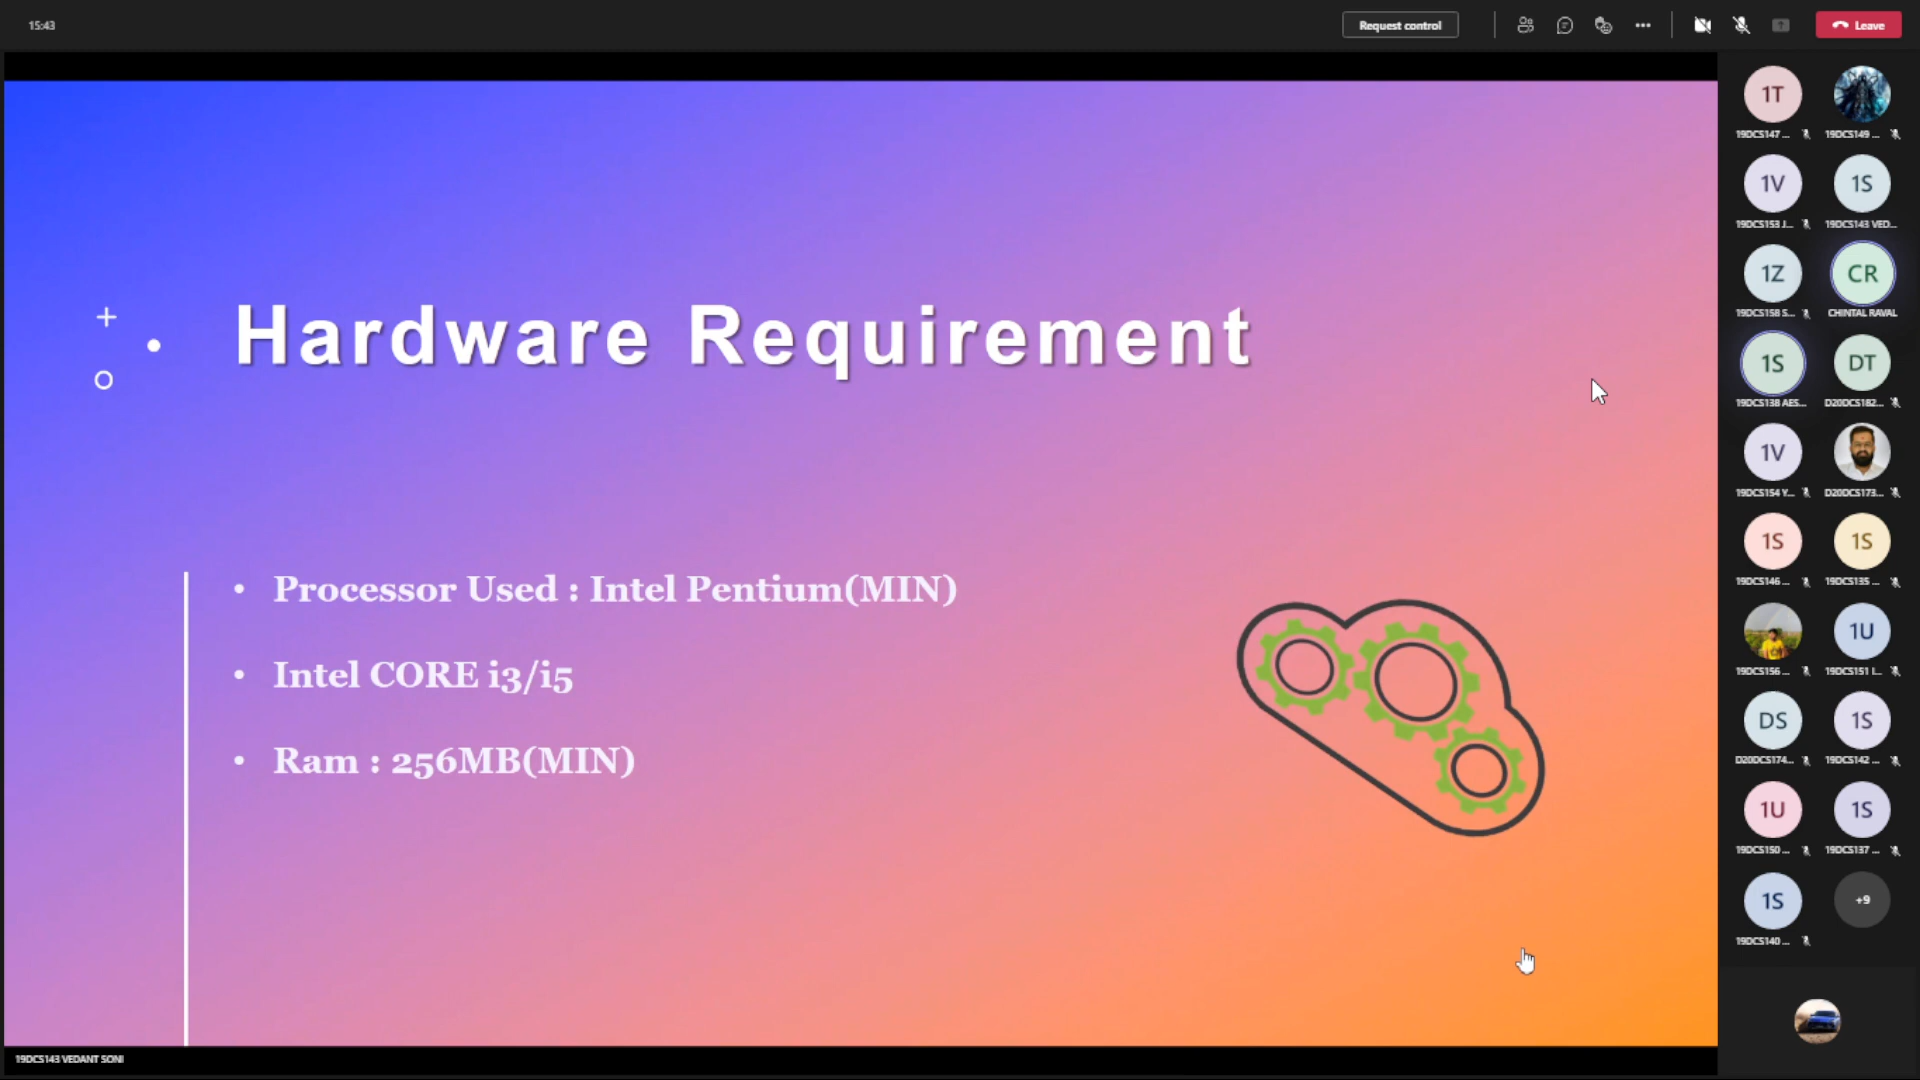 15:43
Request control
Leave
Hardware Requirement
• Processor Used : Intel Pentium(MIN)
• Intel CORE i3/i5
• Ram : 256MB(MIN)
19DCS143 VEDANT SONI
1T
19DCS147 ...
19DCS149 ...
1V
1S
19DCS153 J...
19DCS143 VED...
1Z
CR
19DCS158 S...
CHINTAL RAVAL
1S
DT
19DCS138 AES...
D20DCS182...
1V
19DCS154 Y...
D20DCS173...
1S
1S
19DCS146 ...
19DCS135 ...
1U
19DCS156 ...
19DCS151 I...
DS
1S
D20DCS174...
19DCS142 ...
1U
1S
19DCS150 ...
19DCS137 ...
1S
+9
19DCS140 ...